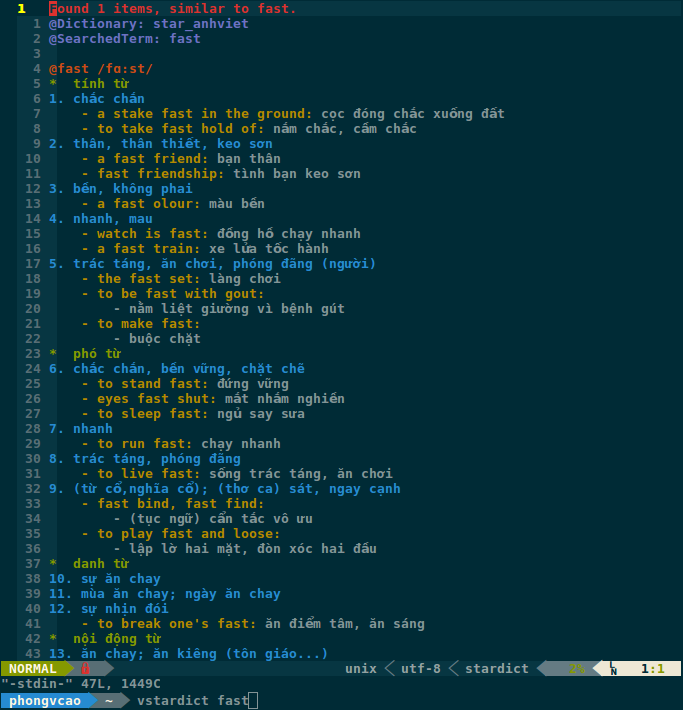 1 Found 1 items, similar to fast.
1 @Dictionary: star_anhviet
2 @SearchedTerm: fast
3
4 @fast /fɑ:st/
5 *  tính từ
6 1. chắc chắn
7     - a stake fast in the ground: cọc đóng chắc xuống đất
8     - to take fast hold of: nắm chắc, cầm chắc
9 2. thân, thân thiết, keo sơn
10     - a fast friend: bạn thân
11     - fast friendship: tình bạn keo sơn
12 3. bền, không phai
13     - a fast olour: màu bền
14 4. nhanh, mau
15     - watch is fast: đồng hồ chạy nhanh
16     - a fast train: xe lửa tốc hành
17 5. trác táng, ăn chơi, phóng đãng (người)
18     - the fast set: làng chơi
19     - to be fast with gout:
20         - nằm liệt giường vì bệnh gút
21     - to make fast:
22         - buộc chặt
23 *  phó từ
24 6. chắc chắn, bền vững, chặt chẽ
25     - to stand fast: đứng vững
26     - eyes fast shut: mắt nhắm nghiền
27     - to sleep fast: ngủ say sưa
28 7. nhanh
29     - to run fast: chạy nhanh
30 8. trác táng, phóng đãng
31     - to live fast: sống trác táng, ăn chơi
32 9. (từ cổ,nghĩa cổ); (thơ ca) sát, ngay cạnh
33     - fast bind, fast find:
34         - (tục ngữ) cẩn tắc vô ưu
35     - to play fast and loose:
36         - lập lờ hai mặt, đòn xóc hai đầu
37 *  danh từ
38 10. sự ăn chay
39 11. mùa ăn chay; ngày ăn chay
40 12. sự nhịn đói
41     - to break one's fast: ăn điểm tâm, ăn sáng
42 *  nội động từ
43 13. ăn chay; ăn kiêng (tôn giáo...)
NORMAL unix utf-8 stardict 2% LN 1:1
"-stdin-" 47L, 1449C
phongvcao ~ vstardict fast